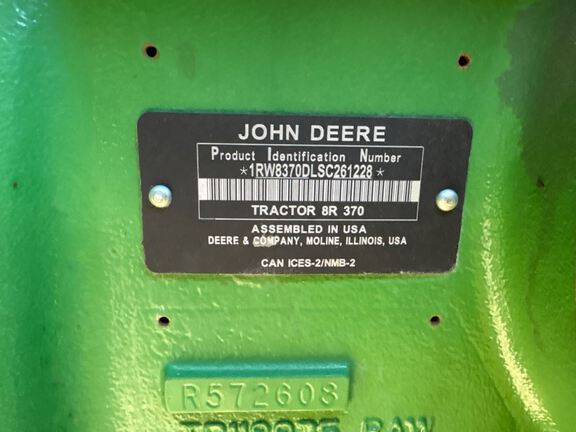 JOHN DEERE
Product Identification Number
*1RW8370DLSC261228*
TRACTOR 8R 370
ASSEMBLED IN USA
DEERE & COMPANY, MOLINE, ILLINOIS, USA
CAN ICES-2/NMB-2
R572608
RAW